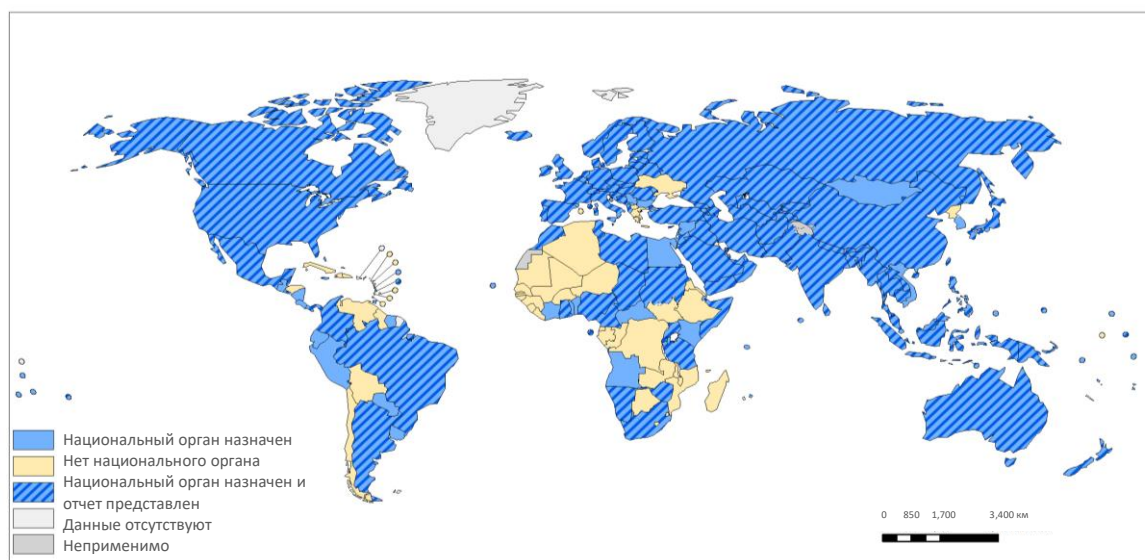 Национальный орган назначен
Нет национального органа
Национальный орган назначен и
отчет представлен
Данные отсутствуют
Неприменимо
0 850 1,700 3,400 км